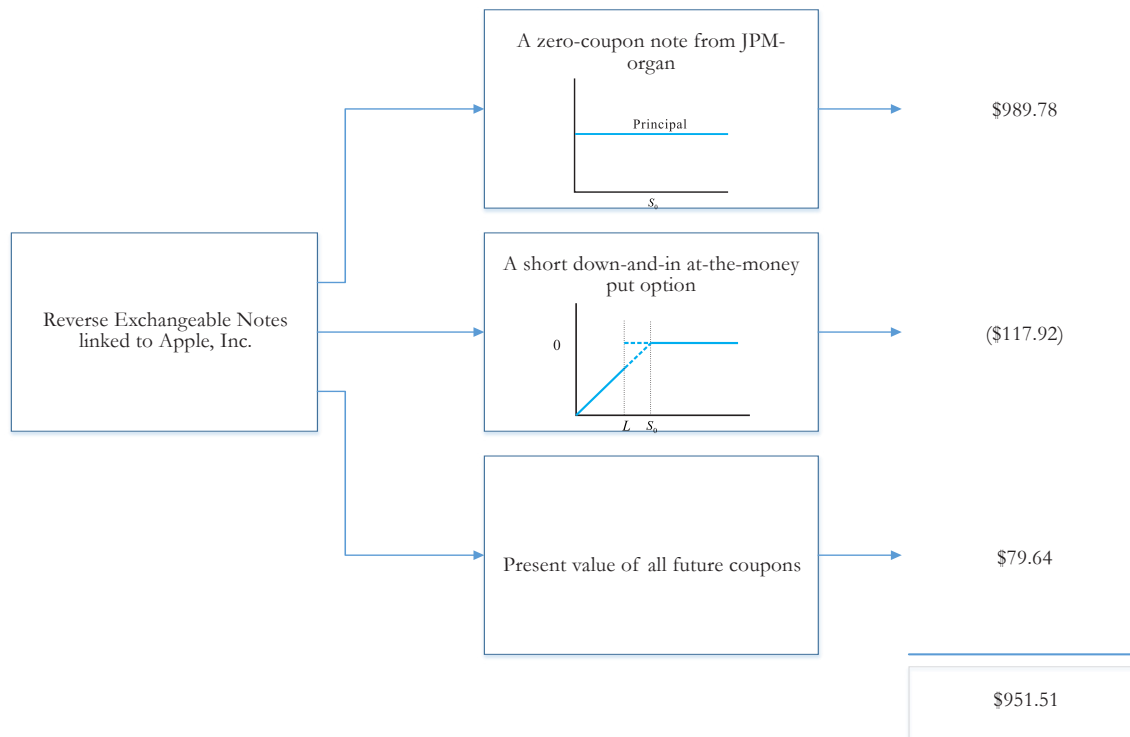 A zero-coupon note from JPM-
organ
Principal
S₀
$989.78
Reverse Exchangeable Notes
linked to Apple, Inc.
A short down-and-in at-the-money
put option
0
L S₀
($117.92)
Present value of all future coupons
$79.64
$951.51